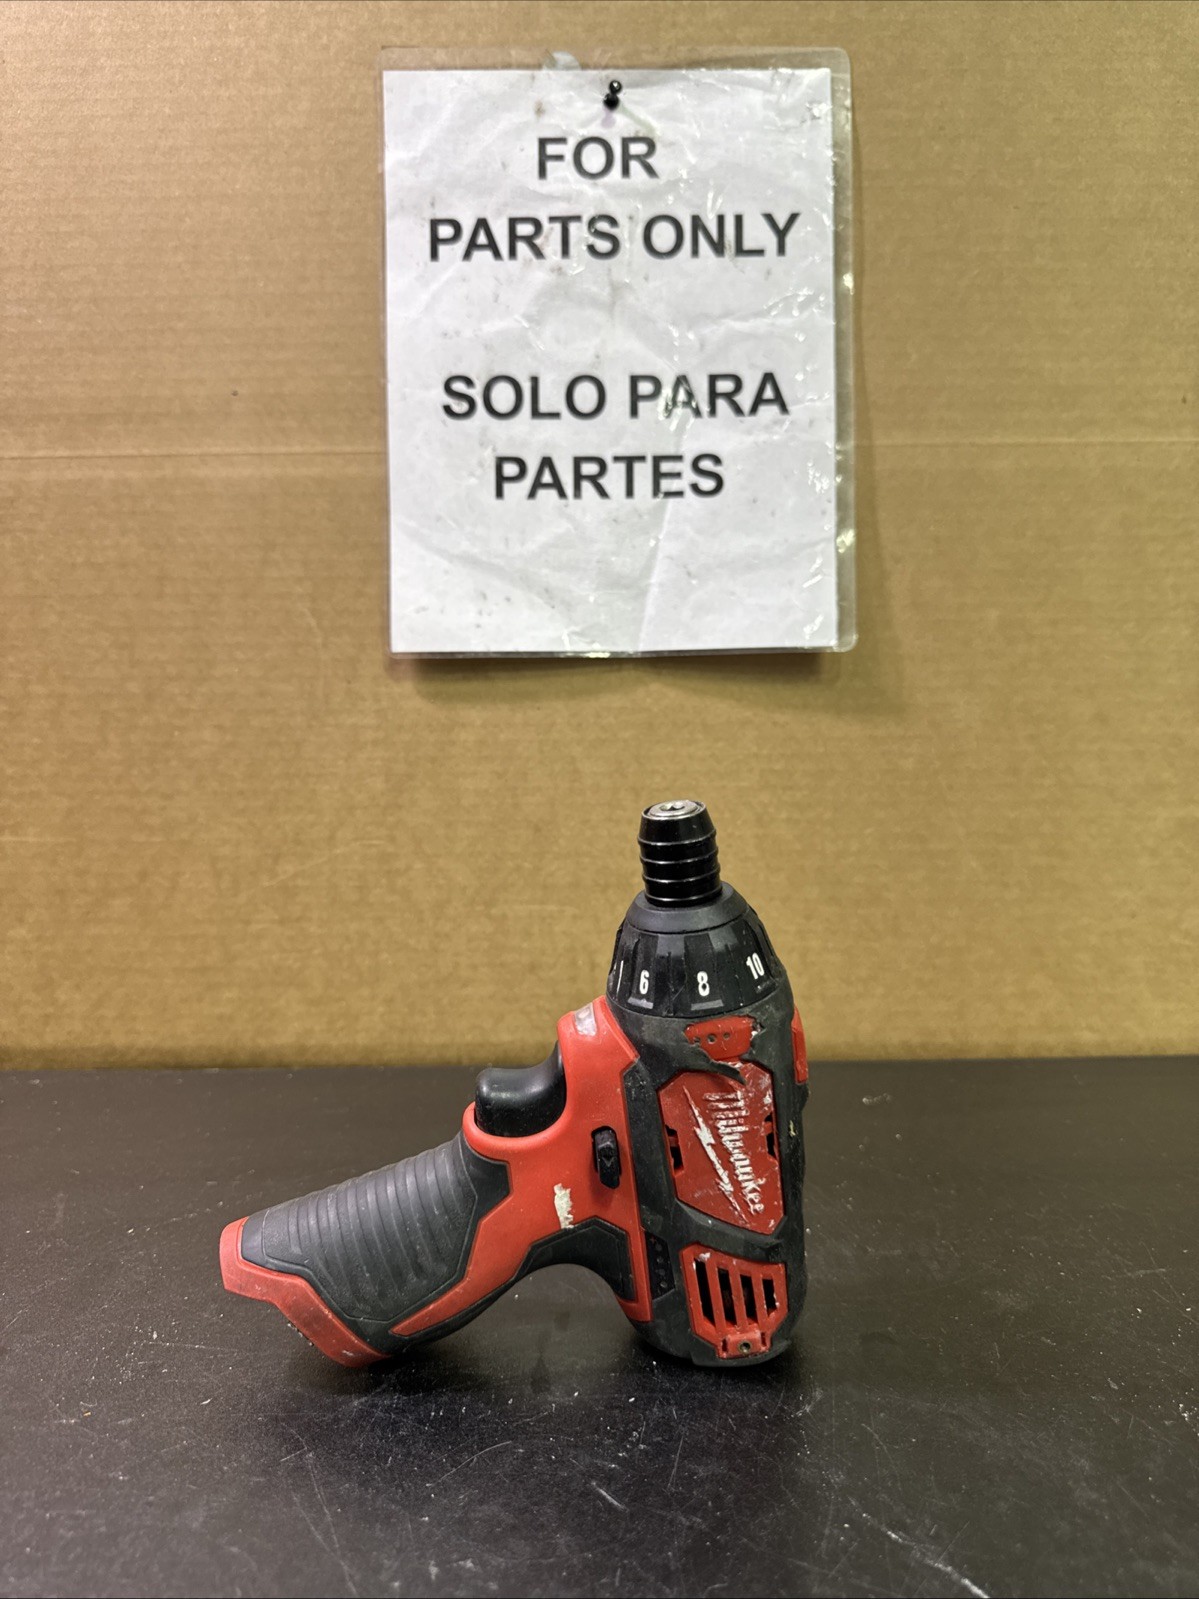 FOR
PARTS ONLY
SOLO PARA
PARTES
6 8 10
Milwaukee